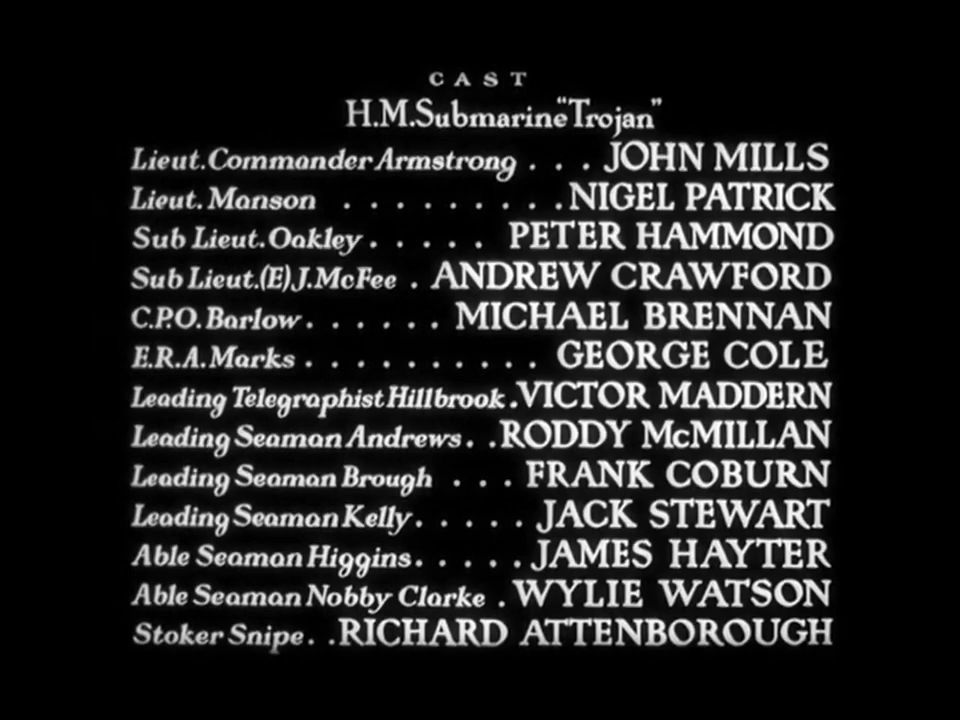 CAST
H.M.Submarine "Trojan"
Lieut. Commander Armstrong . . . JOHN MILLS
Lieut. Manson . . . . . . . . . NIGEL PATRICK
Sub Lieut. Oakley . . . . . PETER HAMMOND
Sub Lieut.(E) J. McFee . ANDREW CRAWFORD
C.P.O. Barlow . . . . . . MICHAEL BRENNAN
E.R.A. Marks . . . . . . . . . . GEORGE COLE
Leading Telegraphist Hillbrook . VICTOR MADDERN
Leading Seaman Andrews . . RODDY McMILLAN
Leading Seaman Brough . . . FRANK COBURN
Leading Seaman Kelly . . . . . JACK STEWART
Able Seaman Higgins . . . . . JAMES HAYTER
Able Seaman Nobby Clarke . WYLIE WATSON
Stoker Snipe . . RICHARD ATTENBOROUGH